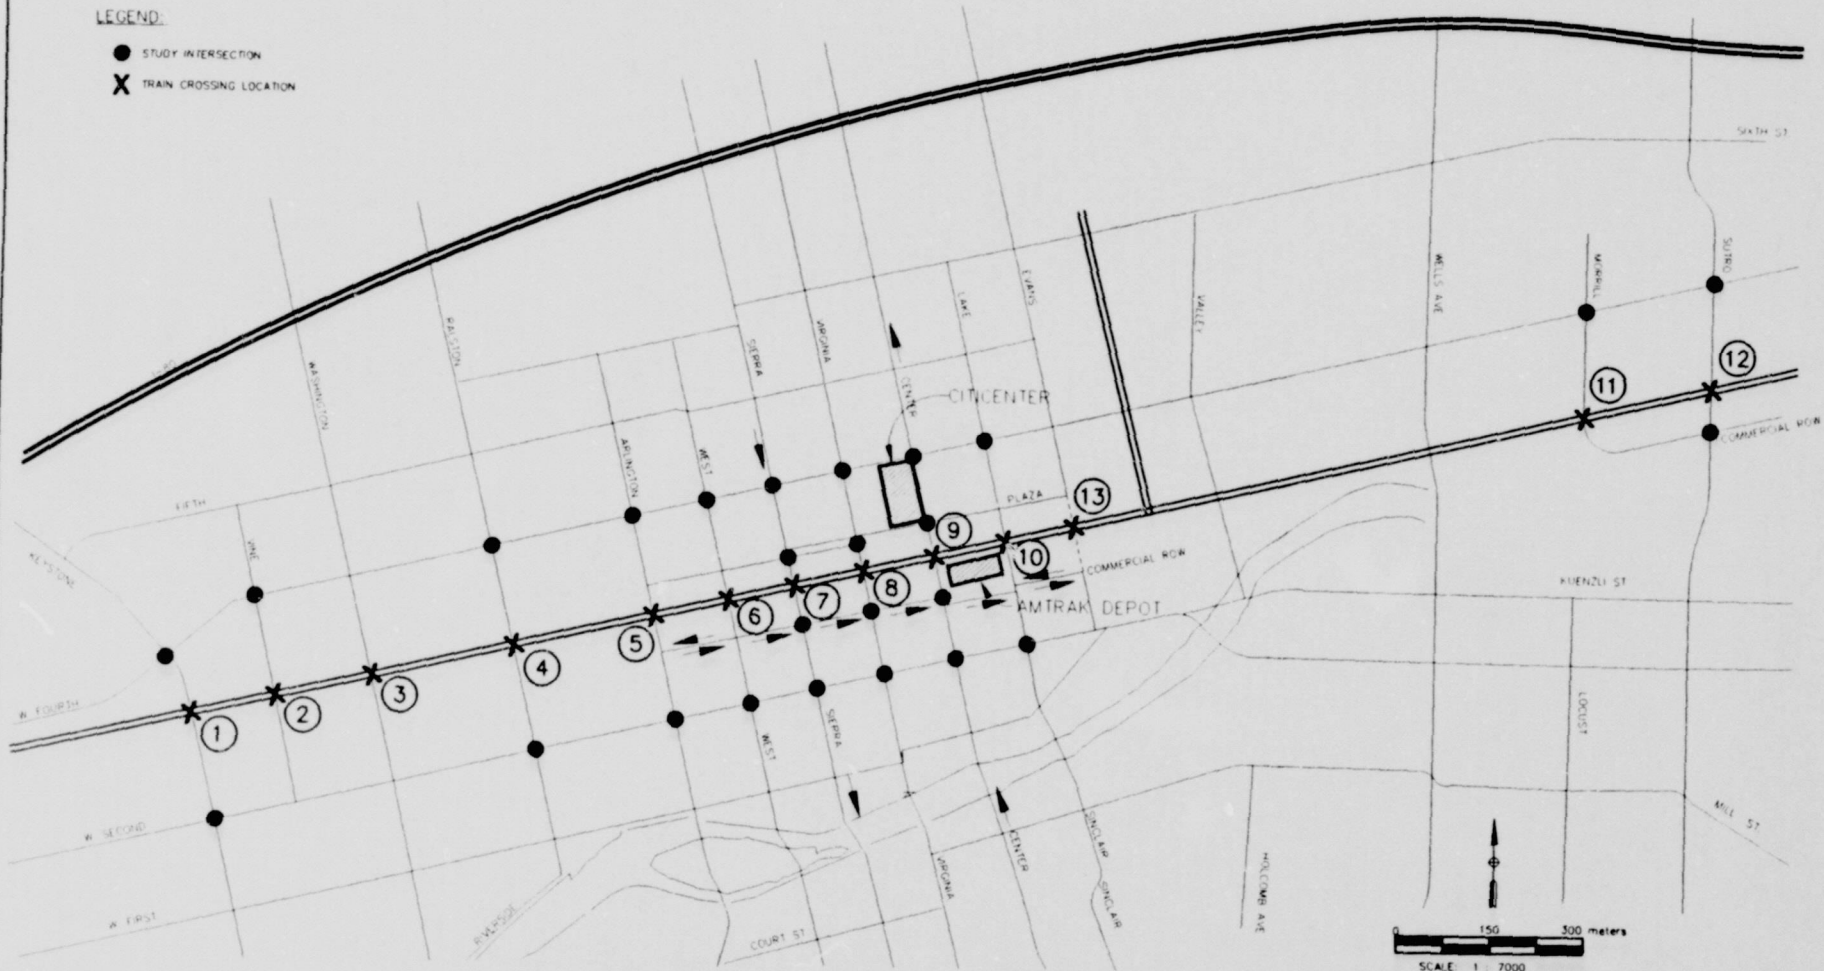 LEGEND:
STUDY INTERSECTION
X TRAIN CROSSING LOCATION
SIXTH ST.
SUTRO
MORRILL
WELLS AVE
VALLEY
EVANS
LAKE
CENTER
VIRGINIA
SIERRA
RALSTON
WASHINGTON
CITICENTER
ARLINGTON
WEST
FIFTH
VINE
KEYSTONE
W. FOURTH
PLAZA
COMMERCIAL ROW
AMTRAK DEPOT
COMMERCIAL ROW
KUENZLI ST
1
2
3
4
5
6
7
8
9
10
11
12
13
W. SECOND
W. FIRST
RIVERSIDE
WEST
SIERRA
VIRGINIA
CENTER
SINCLAIR
SINCLAIR
COURT ST.
HOLCOMB AVE
LOCUST
MILL ST.
0 150 300 meters
SCALE: 1 : 7000